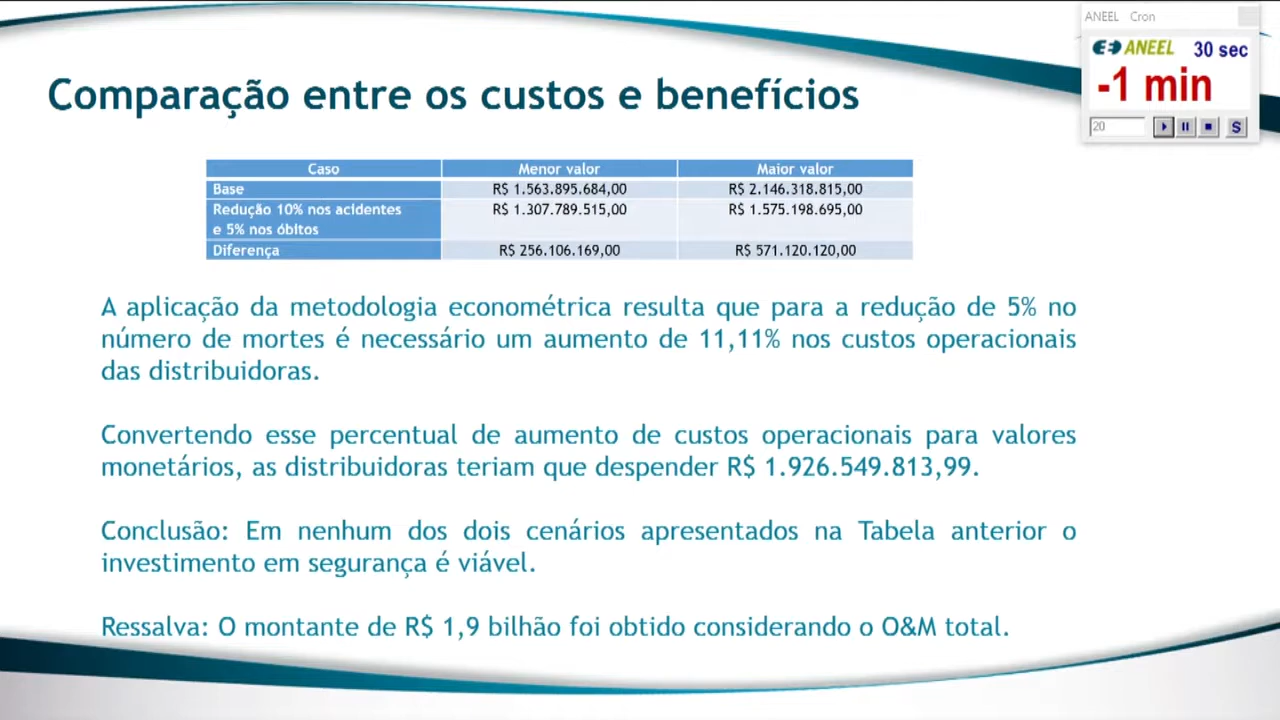 ANEEL Cron
ANEEL 30 sec
-1 min
20
S
Comparação entre os custos e benefícios
Caso Menor valor Maior valor
Base R$ 1.563.895.684,00 R$ 2.146.318.815,00
Redução 10% nos acidentes R$ 1.307.789.515,00 R$ 1.575.198.695,00
e 5% nos óbitos
Diferença R$ 256.106.169,00 R$ 571.120.120,00
A aplicação da metodologia econométrica resulta que para a redução de 5% no
número de mortes é necessário um aumento de 11,11% nos custos operacionais
das distribuidoras.
Convertendo esse percentual de aumento de custos operacionais para valores
monetários, as distribuidoras teriam que despender R$ 1.926.549.813,99.
Conclusão: Em nenhum dos dois cenários apresentados na Tabela anterior o
investimento em segurança é viável.
Ressalva: O montante de R$ 1,9 bilhão foi obtido considerando o O&M total.